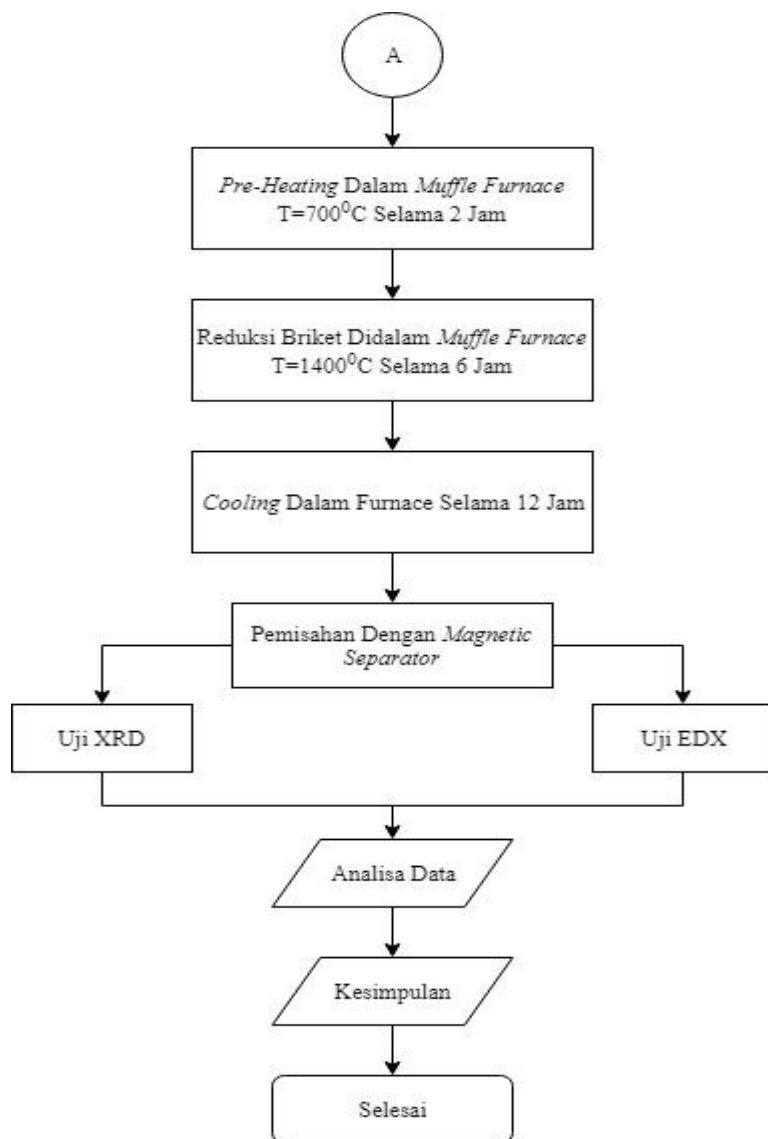 A
Pre-Heating Dalam Muffle Furnace
T=700⁰C Selama 2 Jam
Reduksi Briket Didalam Muffle Furnace
T=1400⁰C Selama 6 Jam
Cooling Dalam Furnace Selama 12 Jam
Pemisahan Dengan Magnetic
Separator
Uji XRD
Uji EDX
Analisa Data
Kesimpulan
Selesai